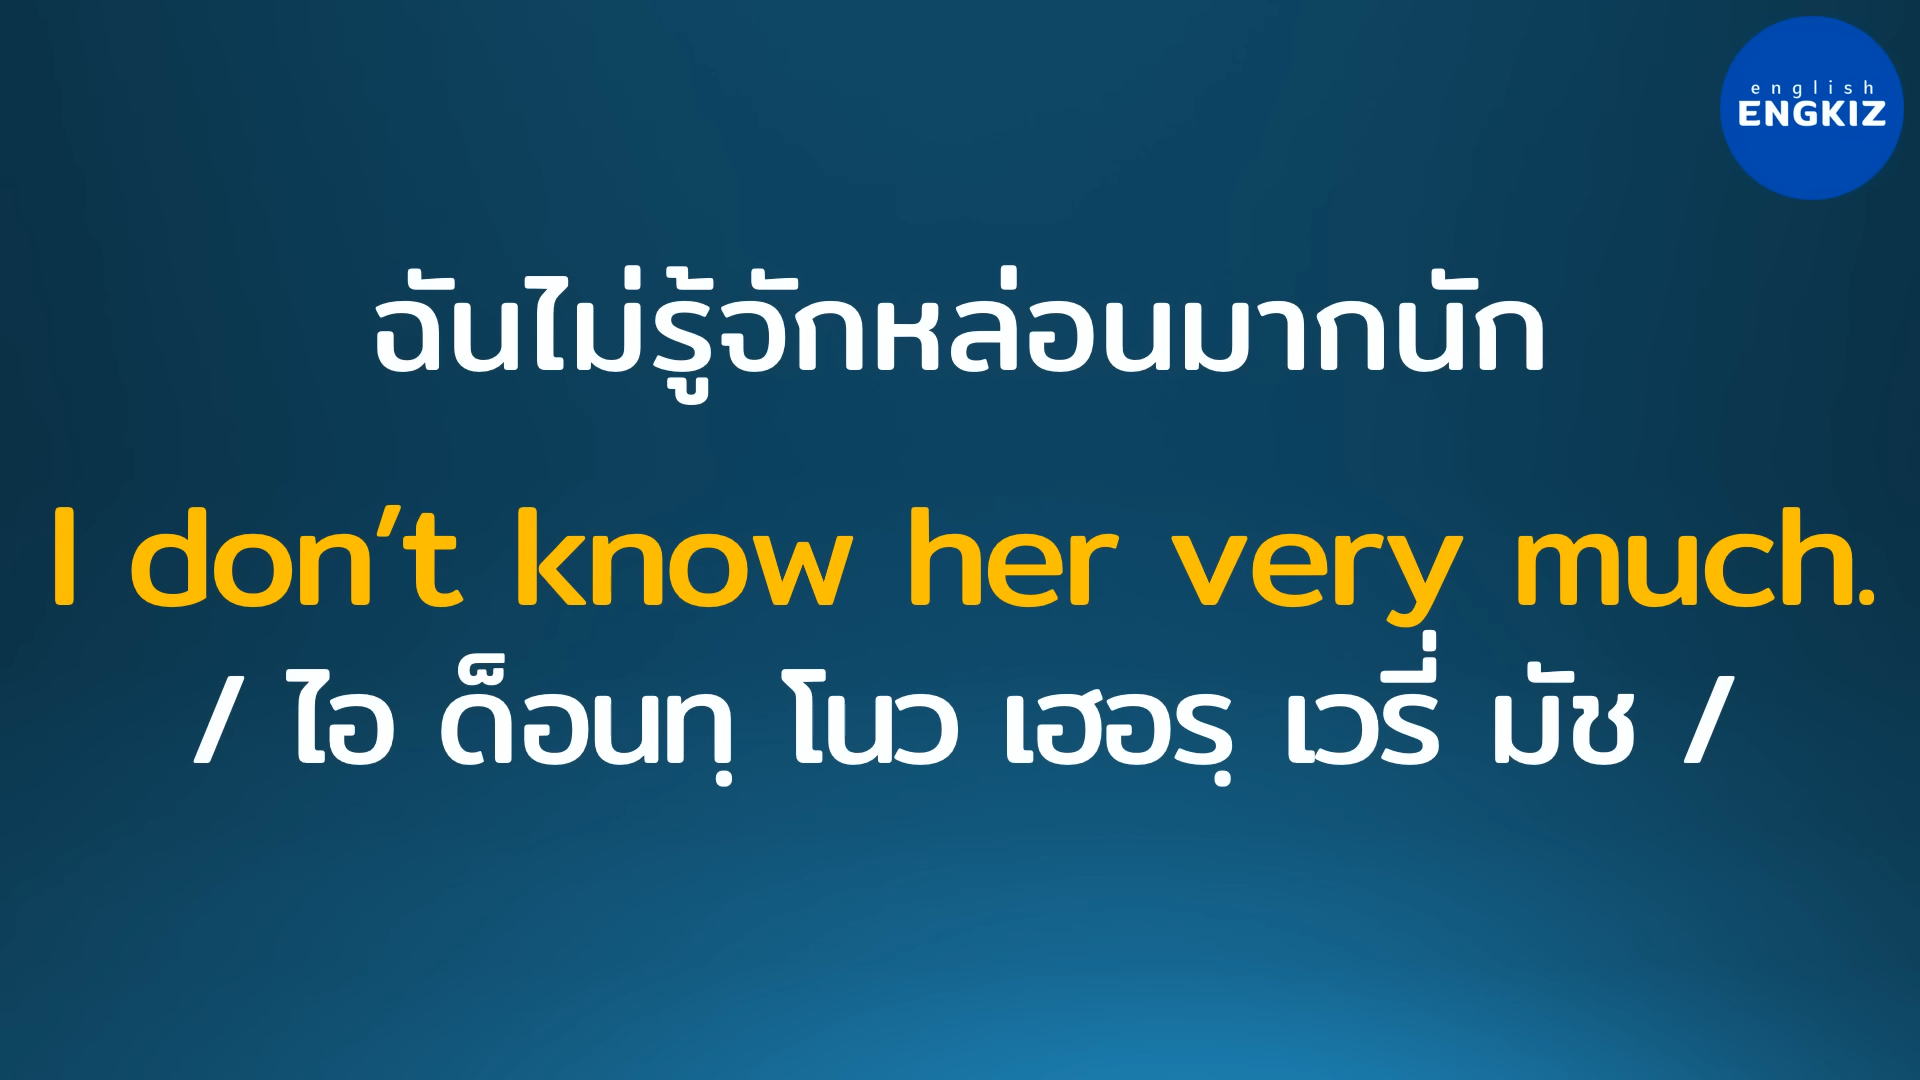 english
ENGKIZ
ฉันไม่รู้จักหล่อนมากนัก
I don’t know her very much.
/ ไอ ด็อนทฺ โนว เฮอรฺ เวรี่ มัช /